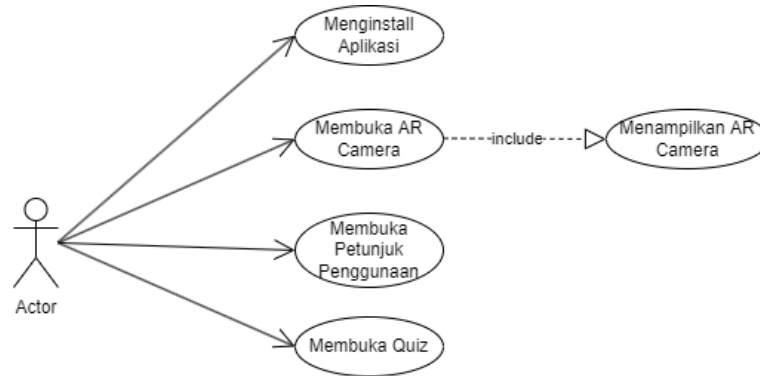 Menginstall
Aplikasi
Membuka AR
Camera
include
Menampilkan AR
Camera
Membuka
Petunjuk
Penggunaan
Actor
Membuka Quiz